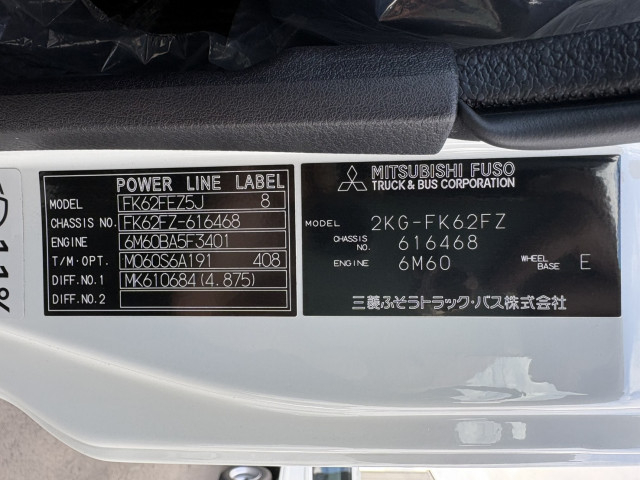 POWER LINE LABEL
MODEL FK62FEZ5J 8
CHASSIS NO. FK62FZ-616468
ENGINE 6M60BA5F3401
T/M·OPT. M060S6A191 408
DIFF.NO.1 MK610684(4.875)
DIFF.NO.2
MITSUBISHI FUSO
TRUCK & BUS CORPORATION
MODEL 2KG-FK62FZ
CHASSIS NO. 616468
ENGINE 6M60 WHEEL BASE E
三菱ふそうトラック・バス株式会社
11%